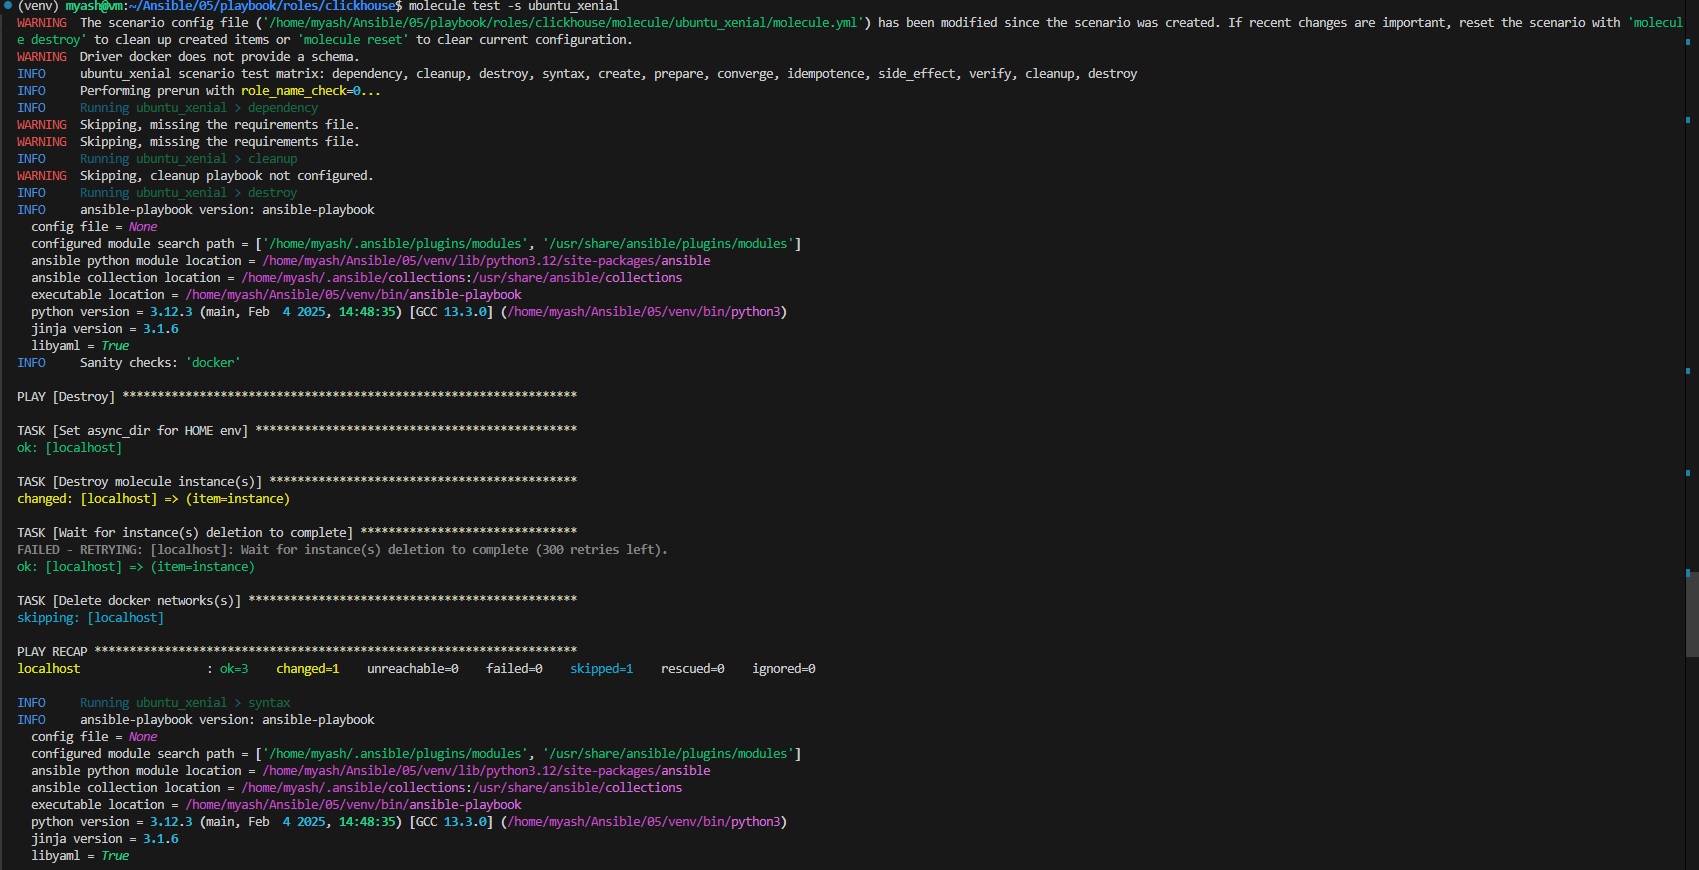 (venv) myash@vm:~/Ansible/05/playbook/roles/clickhouse$ molecule test -s ubuntu_xenial
WARNING  The scenario config file ('/home/myash/Ansible/05/playbook/roles/clickhouse/molecule/ubuntu_xenial/molecule.yml') has been modified since the scenario was created. If recent changes are important, reset the scenario with 'molecul
e destroy' to clean up created items or 'molecule reset' to clear current configuration.
WARNING  Driver docker does not provide a schema.
INFO     ubuntu_xenial scenario test matrix: dependency, cleanup, destroy, syntax, create, prepare, converge, idempotence, side_effect, verify, cleanup, destroy
INFO     Performing prerun with role_name_check=0...
INFO     Running ubuntu_xenial > dependency
WARNING  Skipping, missing the requirements file.
WARNING  Skipping, missing the requirements file.
INFO     Running ubuntu_xenial > cleanup
WARNING  Skipping, cleanup playbook not configured.
INFO     Running ubuntu_xenial > destroy
INFO     ansible-playbook version: ansible-playbook
  config file = None
  configured module search path = ['/home/myash/.ansible/plugins/modules', '/usr/share/ansible/plugins/modules']
  ansible python module location = /home/myash/Ansible/05/venv/lib/python3.12/site-packages/ansible
  ansible collection location = /home/myash/.ansible/collections:/usr/share/ansible/collections
  executable location = /home/myash/Ansible/05/venv/bin/ansible-playbook
  python version = 3.12.3 (main, Feb  4 2025, 14:48:35) [GCC 13.3.0] (/home/myash/Ansible/05/venv/bin/python3)
  jinja version = 3.1.6
  libyaml = True
INFO     Sanity checks: 'docker'
PLAY [Destroy] *****************************************************************
TASK [Set async_dir for HOME env] **********************************************
ok: [localhost]
TASK [Destroy molecule instance(s)] ********************************************
changed: [localhost] => (item=instance)
TASK [Wait for instance(s) deletion to complete] *******************************
FAILED - RETRYING: [localhost]: Wait for instance(s) deletion to complete (300 retries left).
ok: [localhost] => (item=instance)
TASK [Delete docker networks(s)] ***********************************************
skipping: [localhost]
PLAY RECAP *********************************************************************
localhost                  : ok=3    changed=1    unreachable=0    failed=0    skipped=1    rescued=0    ignored=0
INFO     Running ubuntu_xenial > syntax
INFO     ansible-playbook version: ansible-playbook
  config file = None
  configured module search path = ['/home/myash/.ansible/plugins/modules', '/usr/share/ansible/plugins/modules']
  ansible python module location = /home/myash/Ansible/05/venv/lib/python3.12/site-packages/ansible
  ansible collection location = /home/myash/.ansible/collections:/usr/share/ansible/collections
  executable location = /home/myash/Ansible/05/venv/bin/ansible-playbook
  python version = 3.12.3 (main, Feb  4 2025, 14:48:35) [GCC 13.3.0] (/home/myash/Ansible/05/venv/bin/python3)
  jinja version = 3.1.6
  libyaml = True